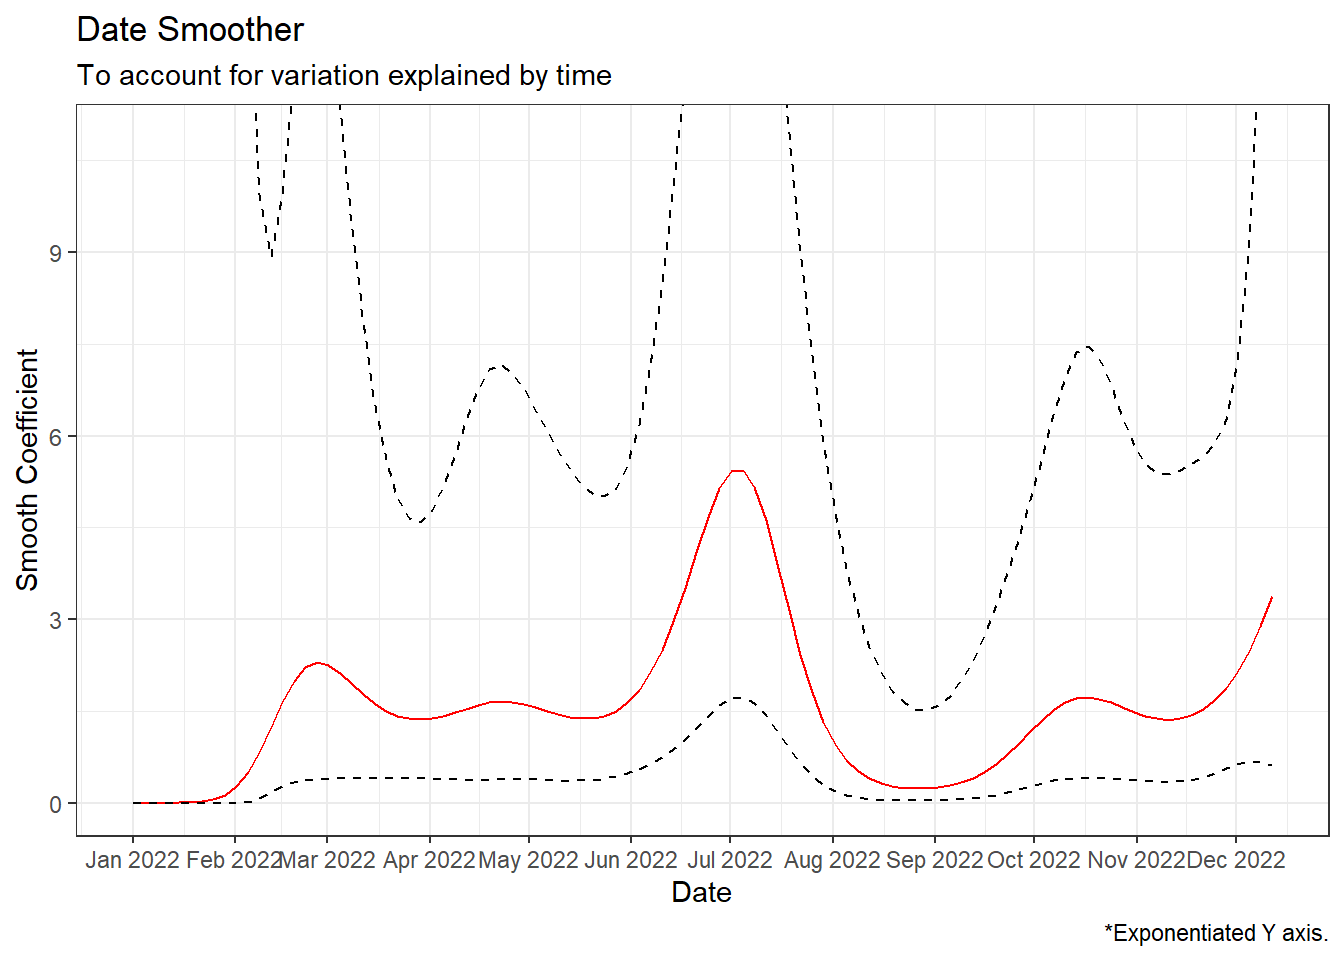 Date Smoother
To account for variation explained by time
Smooth Coefficient
9
6
3
0
Jan 2022 Feb 2022 Mar 2022 Apr 2022 May 2022 Jun 2022 Jul 2022 Aug 2022 Sep 2022 Oct 2022 Nov 2022 Dec 2022
Date
*Exponentiated Y axis.